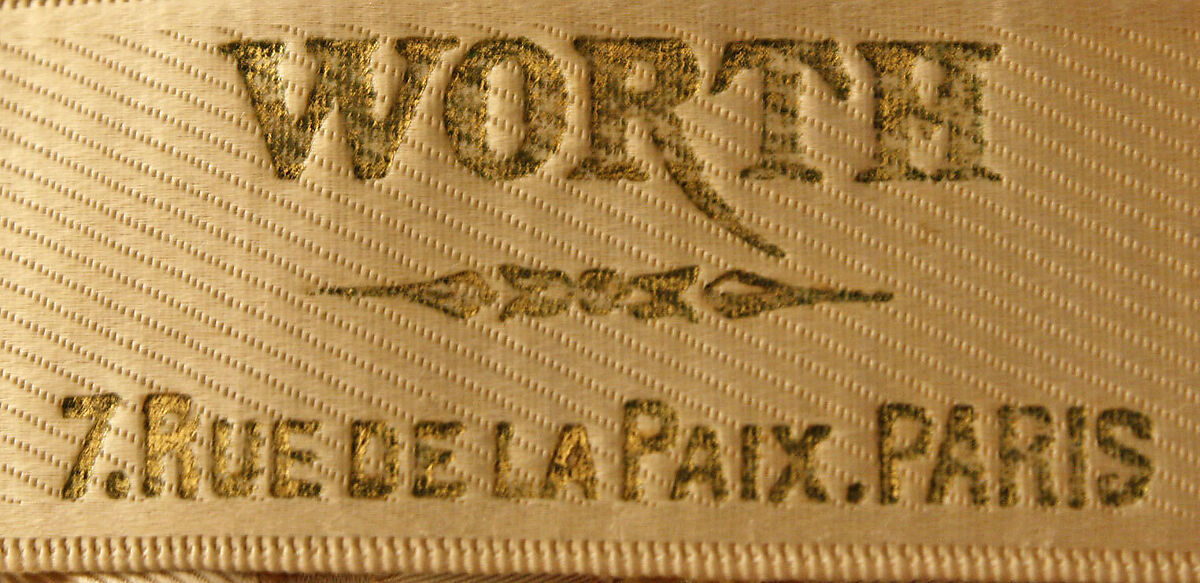 WORTH
7. RUE DE LA PAIX. PARIS